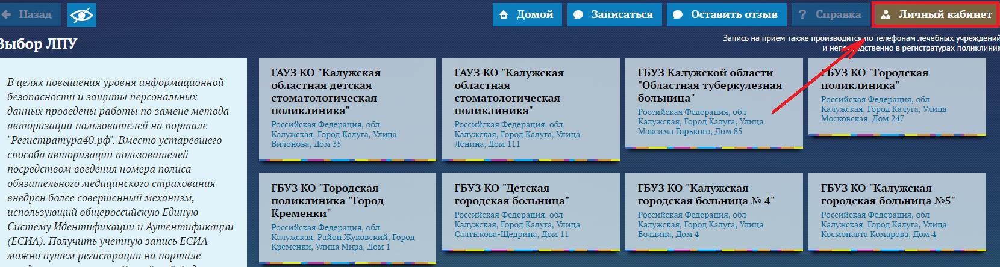 Назад
Домой
Записаться
Оставить отзыв
? Справка
Личный кабинет
Выбор ЛПУ
Запись на прием также производится по телефонам лечебных учреждений
и непосредственно в регистратурах поликлиник
В целях повышения уровня информационной
безопасности и защиты персональных
данных проведены работы по замене метода
авторизации пользователей на портале
"Регистратура40.рф". Вместо устаревшего
способа авторизации пользователей
посредством введения номера полиса
обязательного медицинского страхования
внедрен более совершенный механизм,
использующий общероссийскую Единую
Систему Идентификации и Аутентификации
(ЕСИА). Получить учетную запись ЕСИА
можно путем регистрации на портале
ГАУЗ КО "Калужская
областная детская
стоматологическая
поликлиника"
Российская Федерация, обл
Калужская, Город Калуга, Улица
Вилонова, Дом 35
ГАУЗ КО "Калужская
областная
стоматологическая
поликлиника"
Российская Федерация, обл
Калужская, Город Калуга, Улица
Ленина, Дом 111
ГБУЗ Калужской области
"Областная туберкулезная
больница"
Российская Федерация, обл
Калужская, Город Калуга, Улица
Максима Горького, Дом 85
ГБУЗ КО "Городская
поликлиника"
Российская Федерация, обл
Калужская, Город Калуга, Улица
Московская, Дом 247
ГБУЗ КО "Городская
поликлиника "Город
Кременки"
Российская Федерация, обл
Калужская, Район Жуковский, Город
Кременки, Улица Мира, Дом 1
ГБУЗ КО "Детская
городская больница"
Российская Федерация, обл
Калужская, Город Калуга, Улица
Салтыкова-Щедрина, Дом 11
ГБУЗ КО "Калужская
городская больница № 4"
Российская Федерация, обл
Калужская, Город Калуга, Улица
Болдина, Дом 4
ГБУЗ КО "Калужская
городская больница №5"
Российская Федерация, обл
Калужская, Город Калуга, Улица
Космонавта Комарова, Дом 4